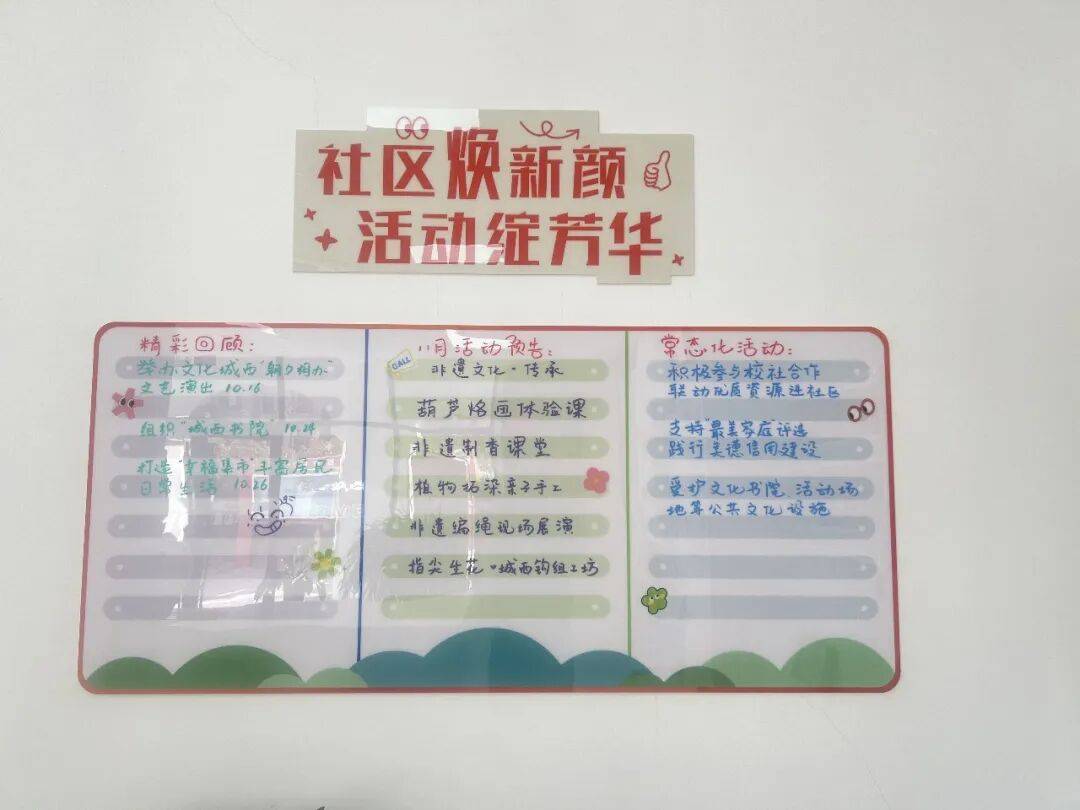 社区焕新颜
活动绽芳华
精彩回顾:
举办文化城西"朝夕相办"
文艺演出 10.16
组织"城西书院" 10.24
打造"幸福集市"丰富居民
日常生活 10.26
八月活动预告:
CALL
非遗文化·传承
葫芦烙画体验课
非遗制香课堂
植物拓染亲子手工
非遗编绳现场展演
指尖生花·城西钩组工坊
常态化活动:
积极参与校社合作
联动优质资源进社区
支持"最美家庭"评选
践行美德信用建设
爱护文化书院、活动场
地等公共文化设施